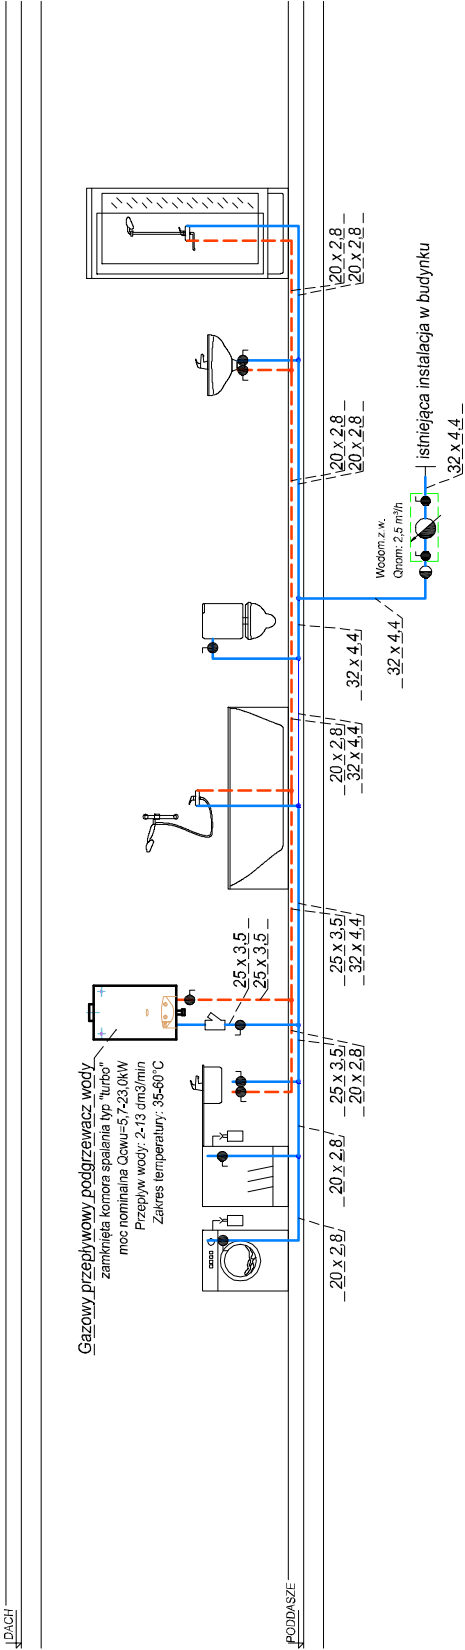 DACH
Gazowy przepływowy podgrzewacz wody
zamknięta komora spalania typ "turbo"
moc nominalna Qcwu=5,7-23,0kW
Przepływ wody: 2-13 dm3/min
Zakres temperatury: 35-60°C
25 x 3,5
25 x 3,5
PODDASZE
20 x 2,8
20 x 2,8
25 x 3,5
20 x 2,8
25 x 3,5
32 x 4,4
20 x 2,8
32 x 4,4
32 x 4,4
32 x 4,4
20 x 2,8
20 x 2,8
20 x 2,8
20 x 2,8
Wodom.z.w.
Qnom: 2,5 m³/h
istniejąca instalacja w budynku
32 x 4,4